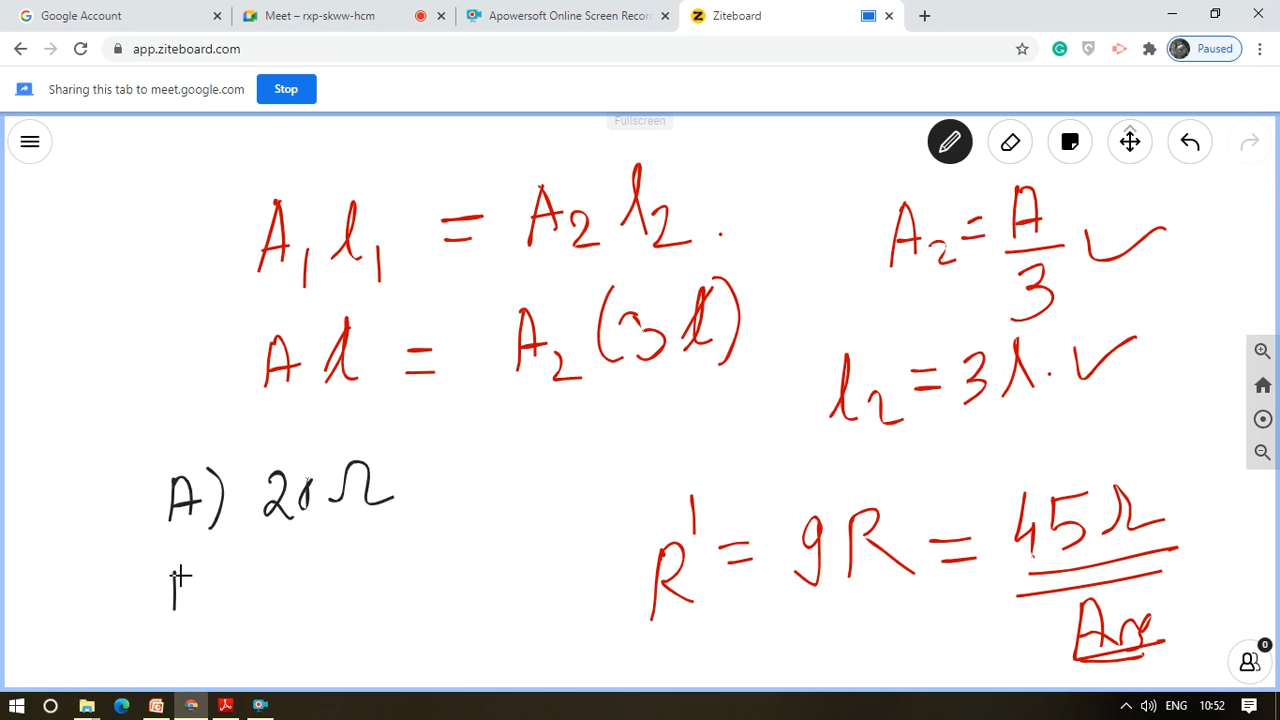 Google Account
Meet – rxp-skww-hcm
Apowersoft Online Screen Recor
Ziteboard
app.ziteboard.com
Paused
Sharing this tab to meet.google.com
Stop
Fullscreen
A₁ l₁ = A₂ l₂ .
A₂ = A/3 ✓
A l = A₂ (3l)
l₂ = 3l . ✓
A) 20 Ω
R' = 9R = 45 Ω
Ans
0
ENG
10:52